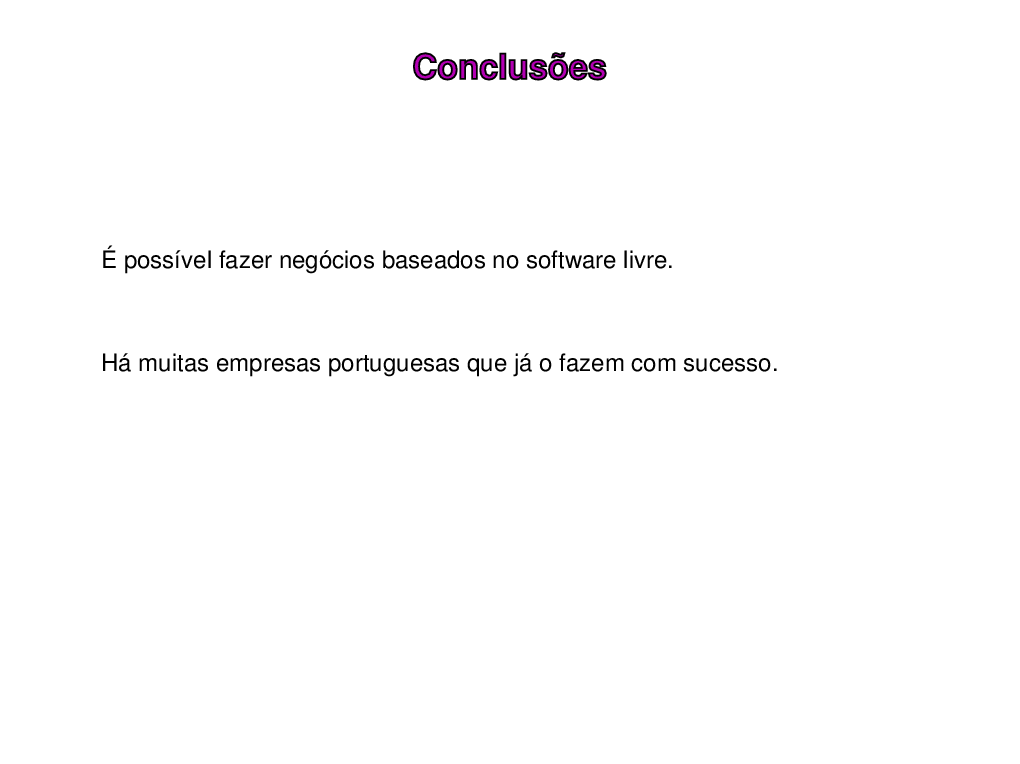 Conclusões
É possível fazer negócios baseados no software livre.
Há muitas empresas portuguesas que já o fazem com sucesso.